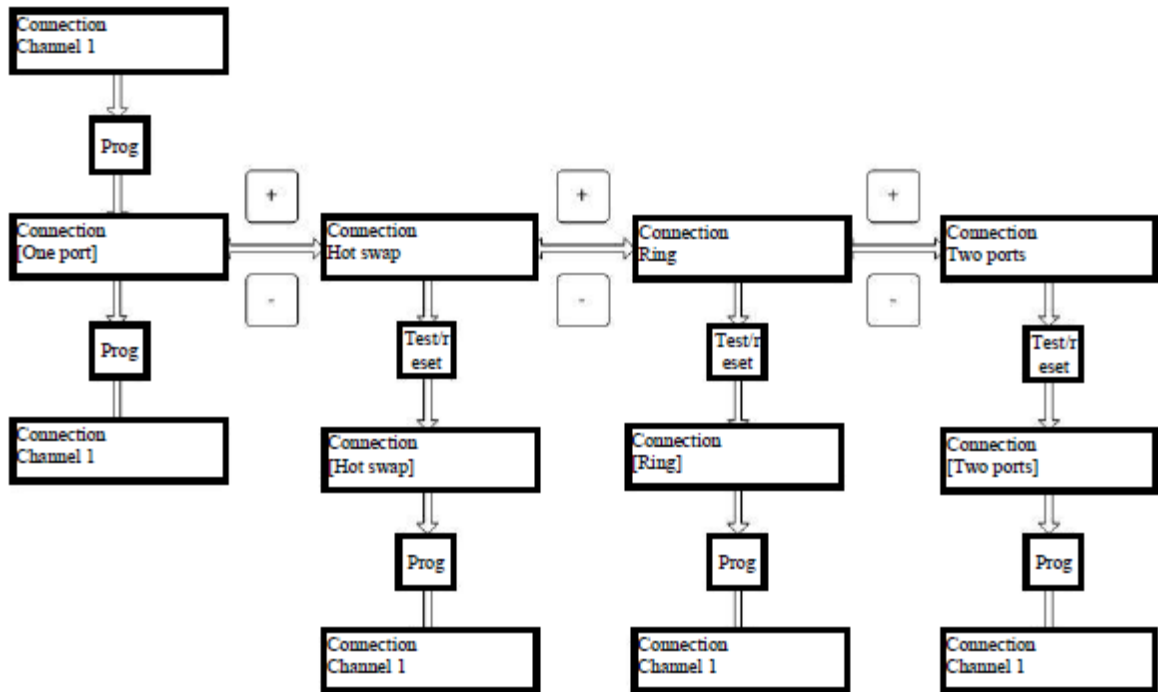 Connection
Channel 1
Prog
+
+
+
Connection
[One port]
Connection
Hot swap
Connection
Ring
Connection
Two ports
-
-
-
Prog
Test/r
eset
Test/r
eset
Test/r
eset
Connection
Channel 1
Connection
[Hot swap]
Connection
[Ring]
Connection
[Two ports]
Prog
Prog
Prog
Connection
Channel 1
Connection
Channel 1
Connection
Channel 1